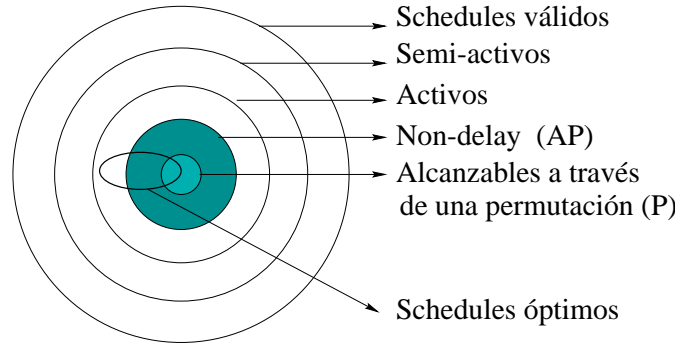 Schedules válidos
Semi-activos
Activos
Non-delay (AP)
Alcanzables a través
de una permutación (P)
Schedules óptimos